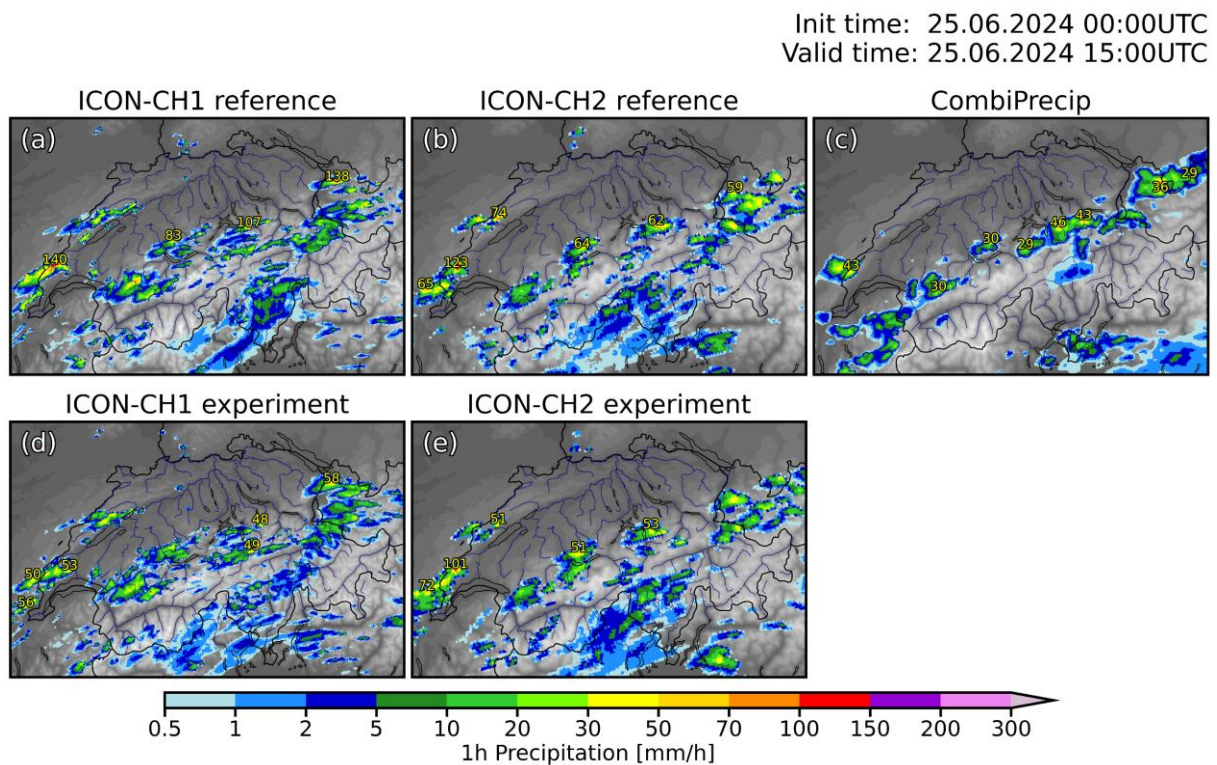 Init time: 25.06.2024 00:00UTC
Valid time: 25.06.2024 15:00UTC
ICON-CH1 reference
ICON-CH2 reference
CombiPrecip
(a)
138
107
83
140
(b)
59
74
62
64
123
65
(c)
29
36
43
46
30
29
43
30
ICON-CH1 experiment
ICON-CH2 experiment
(d)
58
48
49
53
50
56
(e)
51
53
51
101
72
0.5 1 2 5 10 20 30 50 70 100 150 200 300
1h Precipitation [mm/h]